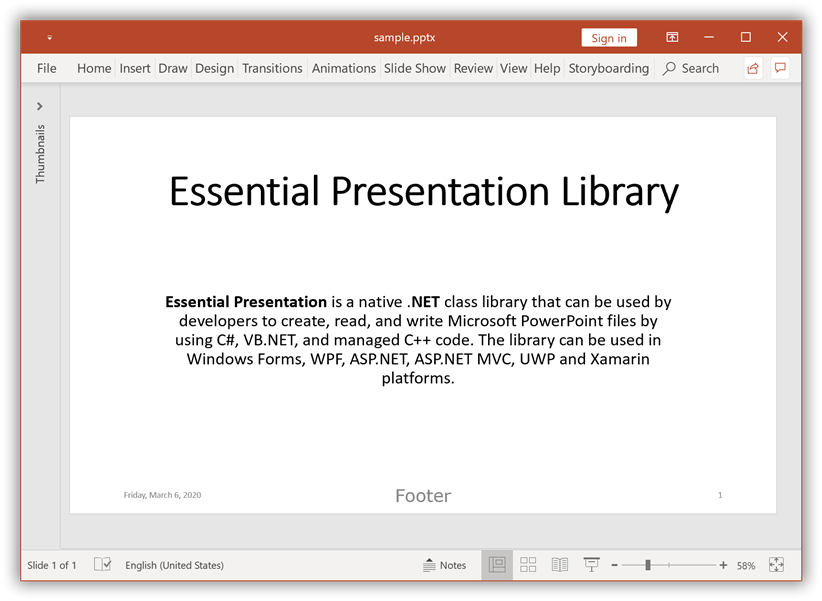 sample.pptx
Sign in
File Home Insert Draw Design Transitions Animations Slide Show Review View Help Storyboarding Search
Thumbnails
Essential Presentation Library
Essential Presentation is a native .NET class library that can be used by
developers to create, read, and write Microsoft PowerPoint files by
using C#, VB.NET, and managed C++ code. The library can be used in
Windows Forms, WPF, ASP.NET, ASP.NET MVC, UWP and Xamarin
platforms.
Friday, March 6, 2020 Footer 1
Slide 1 of 1 English (United States) Notes 58%